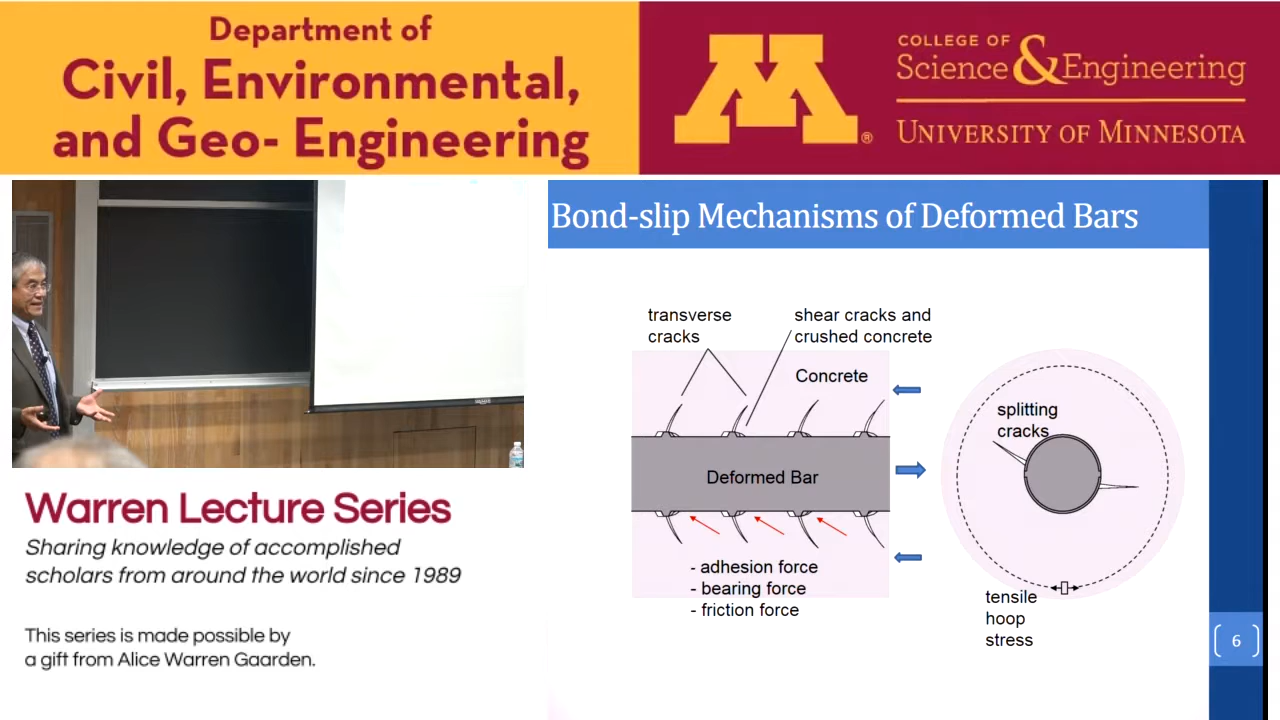 Department of
Civil, Environmental,
and Geo- Engineering
M®
COLLEGE OF
Science & Engineering
UNIVERSITY OF MINNESOTA
Bond-slip Mechanisms of Deformed Bars
transverse
cracks
shear cracks and
crushed concrete
Concrete
splitting
cracks
Deformed Bar
- adhesion force
- bearing force
- friction force
tensile
hoop
stress
6
Warren Lecture Series
Sharing knowledge of accomplished
scholars from around the world since 1989
This series is made possible by
a gift from Alice Warren Gaarden.